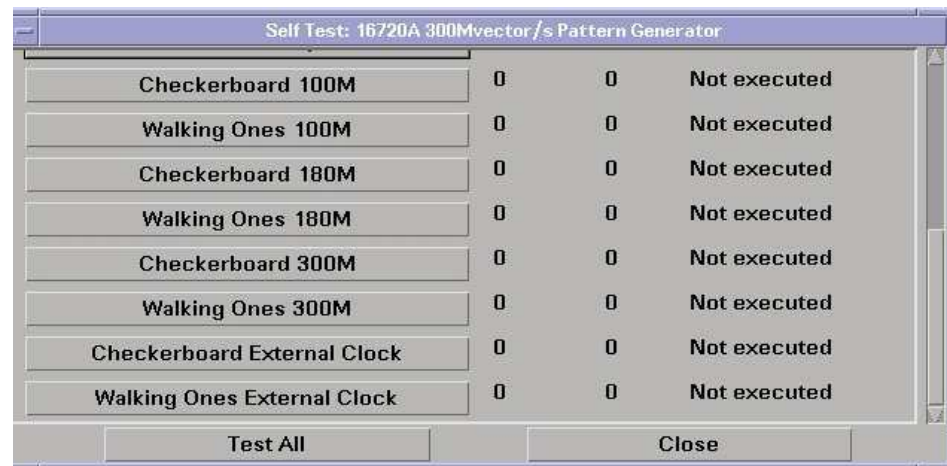 Self Test: 16720A 300Mvector/s Pattern Generator
Checkerboard 100M 0 0 Not executed
Walking Ones 100M 0 0 Not executed
Checkerboard 180M 0 0 Not executed
Walking Ones 180M 0 0 Not executed
Checkerboard 300M 0 0 Not executed
Walking Ones 300M 0 0 Not executed
Checkerboard External Clock 0 0 Not executed
Walking Ones External Clock 0 0 Not executed
Test All Close